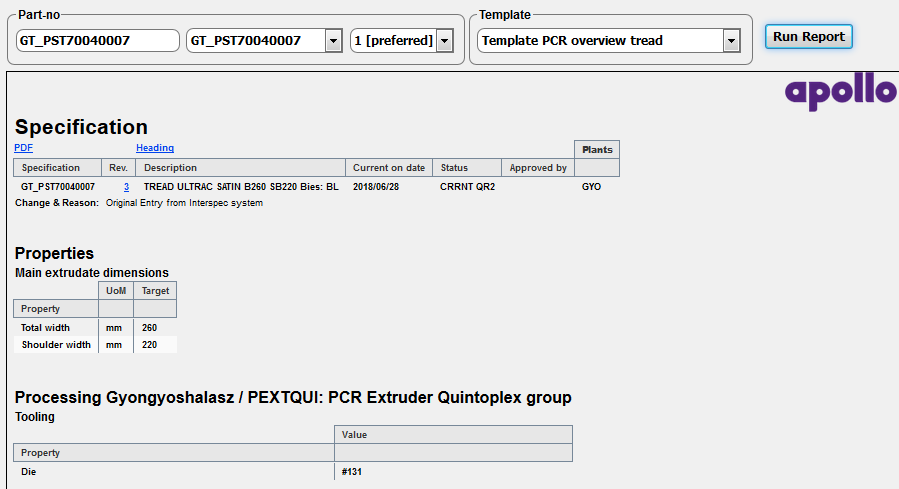 Part-no
Template
GT_PST70040007 GT_PST70040007 1 [preferred] Template PCR overview tread Run Report
apollo
Specification
PDF Heading
Plants
Specification Rev. Description Current on date Status Approved by
GT_PST70040007 3 TREAD ULTRAC SATIN B260 SB220 Bies: BL 2018/06/28 CRRNT QR2 GYO
Change & Reason: Original Entry from Interspec system
Properties
Main extrudate dimensions
UoM Target
Property
Total width mm 260
Shoulder width mm 220
Processing Gyongyoshalasz / PEXTQUI: PCR Extruder Quintoplex group
Tooling
Value
Property
Die #131